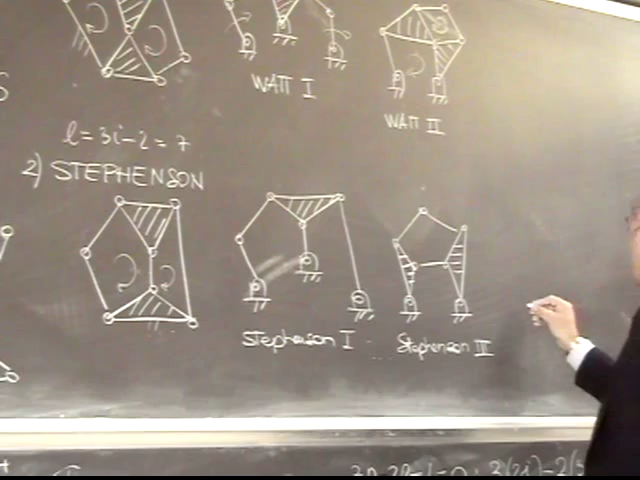 WATT I
WATT II
l = 3i - 2 = 7
2) STEPHENSON
Stephenson I
Stephenson II